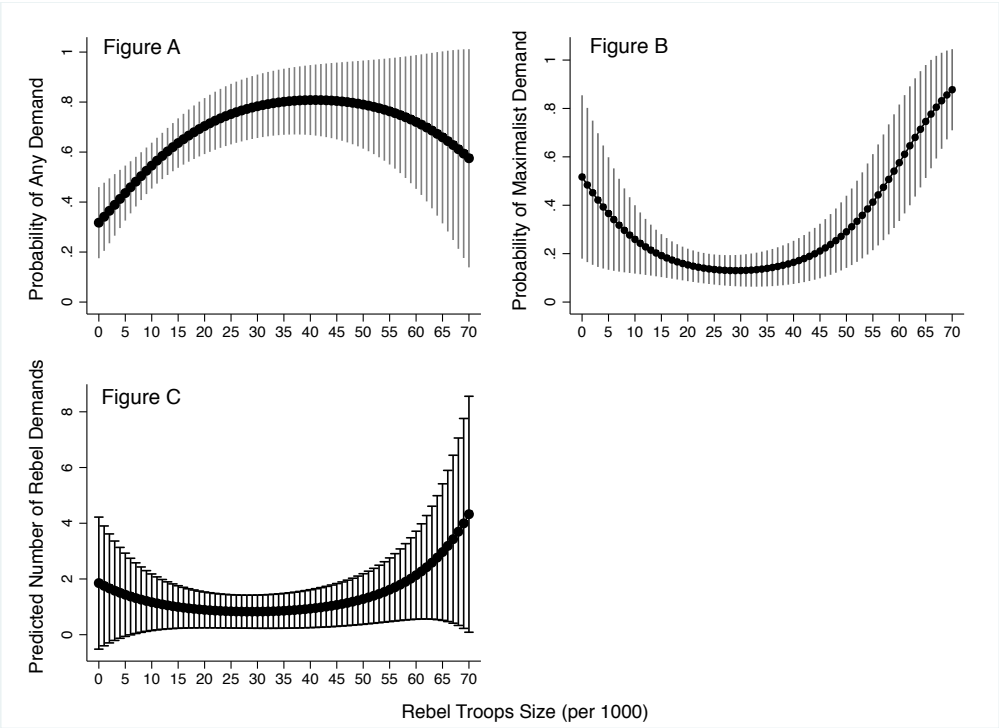 Figure A
Probability of Any Demand
0 .2 .4 .6 .8 1
0 5 10 15 20 25 30 35 40 45 50 55 60 65 70
Figure B
Probability of Maximalist Demand
0 .2 .4 .6 .8 1
0 5 10 15 20 25 30 35 40 45 50 55 60 65 70
Figure C
Predicted Number of Rebel Demands
0 2 4 6 8
0 5 10 15 20 25 30 35 40 45 50 55 60 65 70
Rebel Troops Size (per 1000)